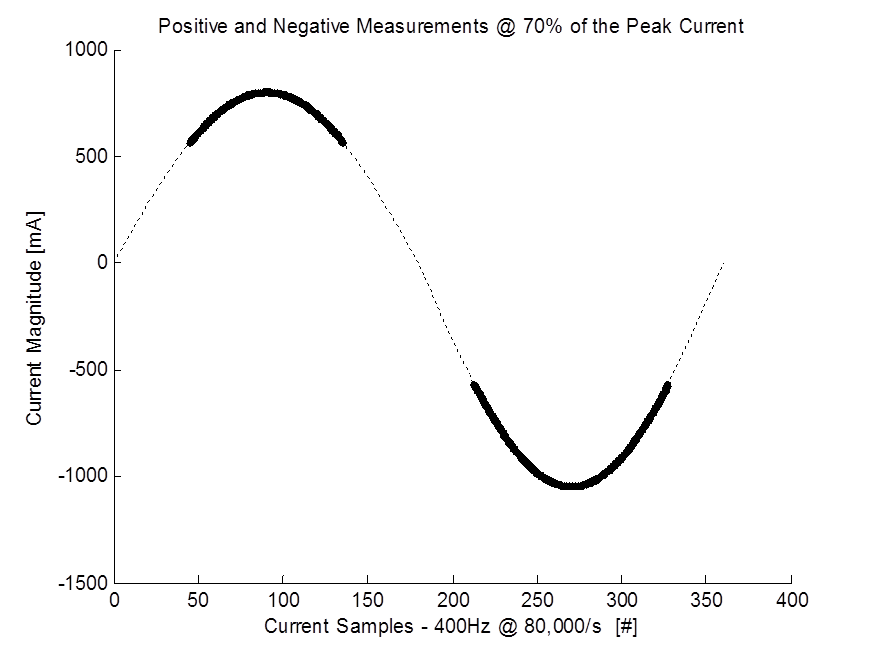 Positive and Negative Measurements @ 70% of the Peak Current
1000
500
0
-500
-1000
-1500
Current Magnitude [mA]
0 50 100 150 200 250 300 350 400
Current Samples - 400Hz @ 80,000/s [#]